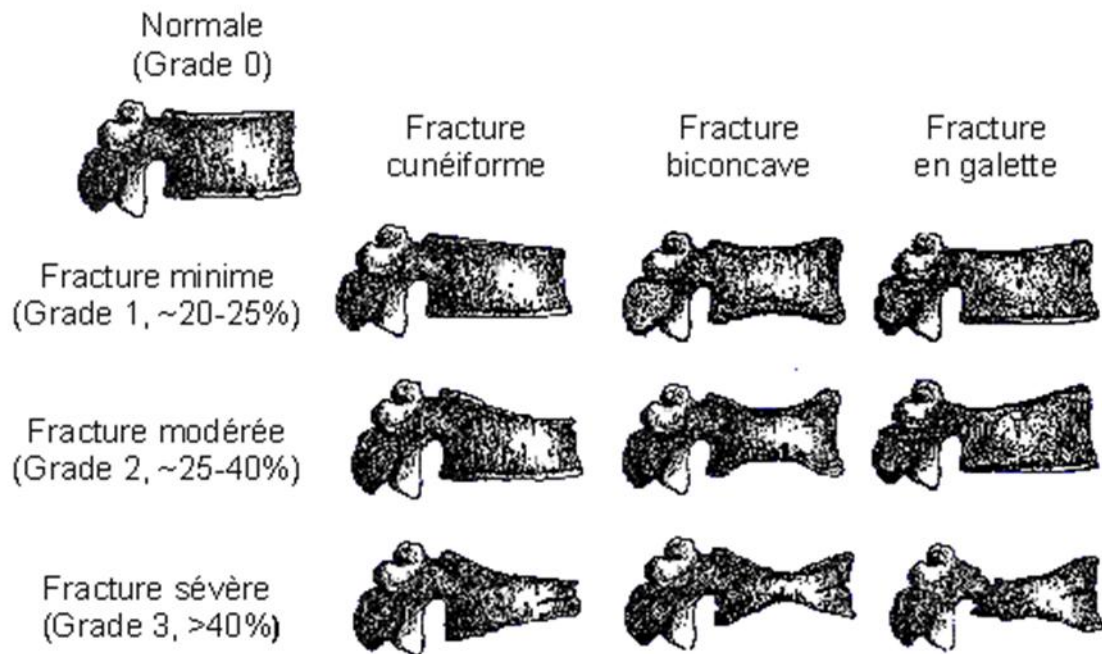 Normale
(Grade 0)
Fracture
cunéiforme
Fracture
biconcave
Fracture
en galette
Fracture minime
(Grade 1, ~20-25%)
Fracture modérée
(Grade 2, ~25-40%)
Fracture sévère
(Grade 3, >40%)